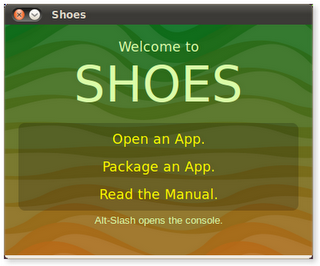 Shoes
Welcome to
SHOES
Open an App.
Package an App.
Read the Manual.
Alt-Slash opens the console.